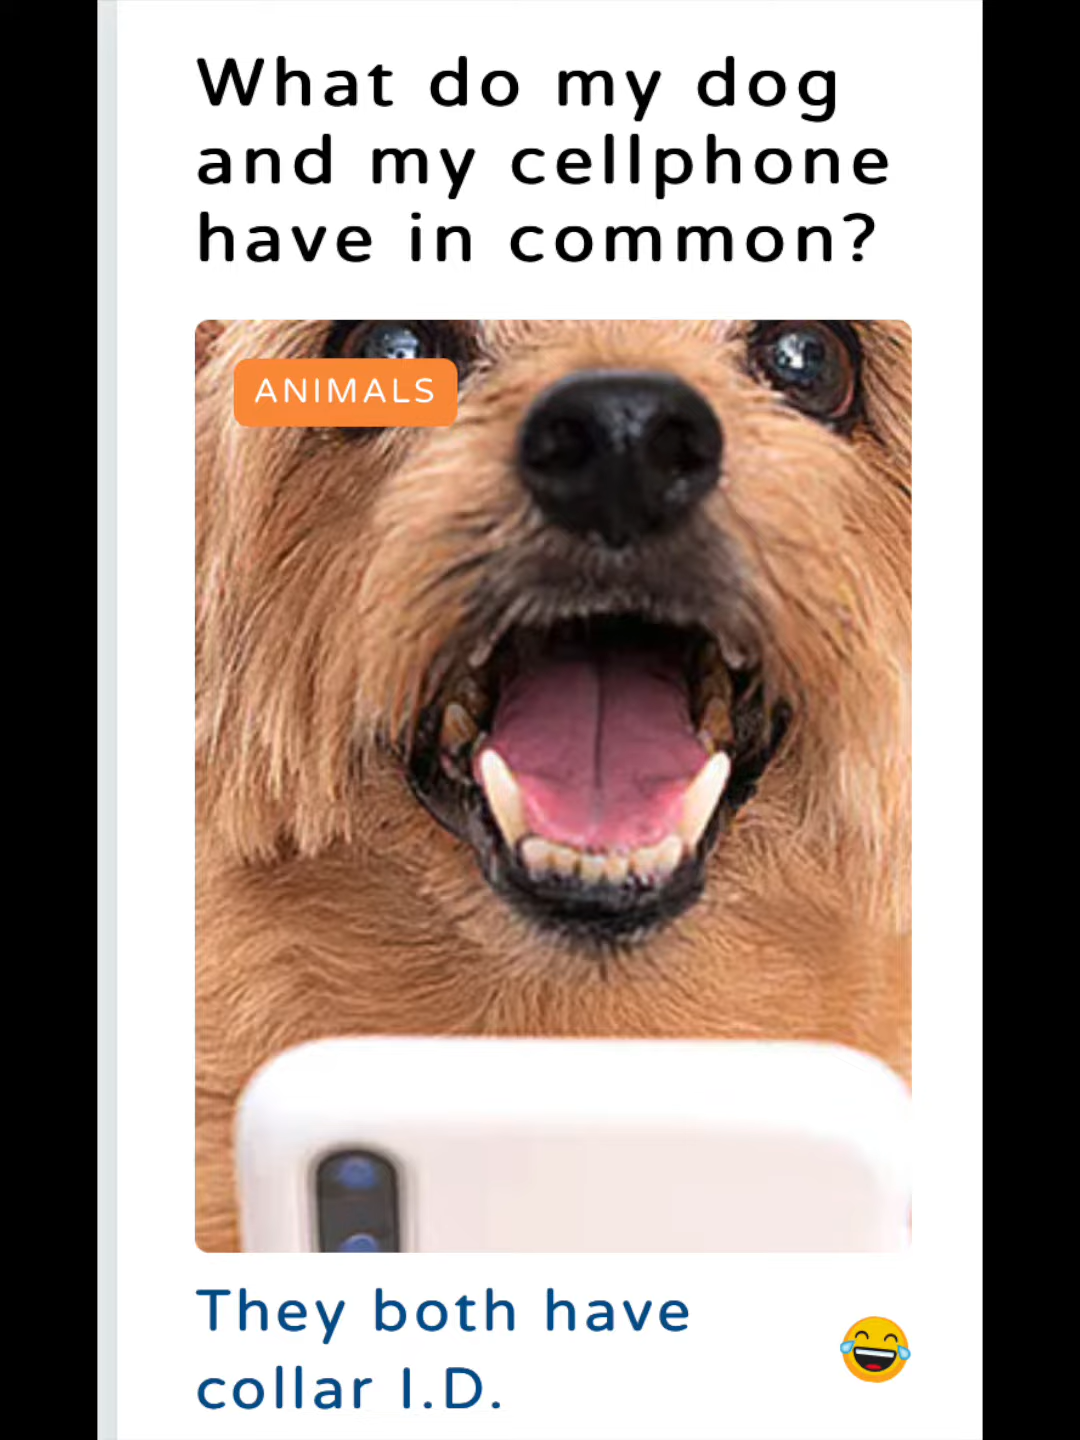 What do my dog
and my cellphone
have in common?
ANIMALS
They both have
collar I.D.